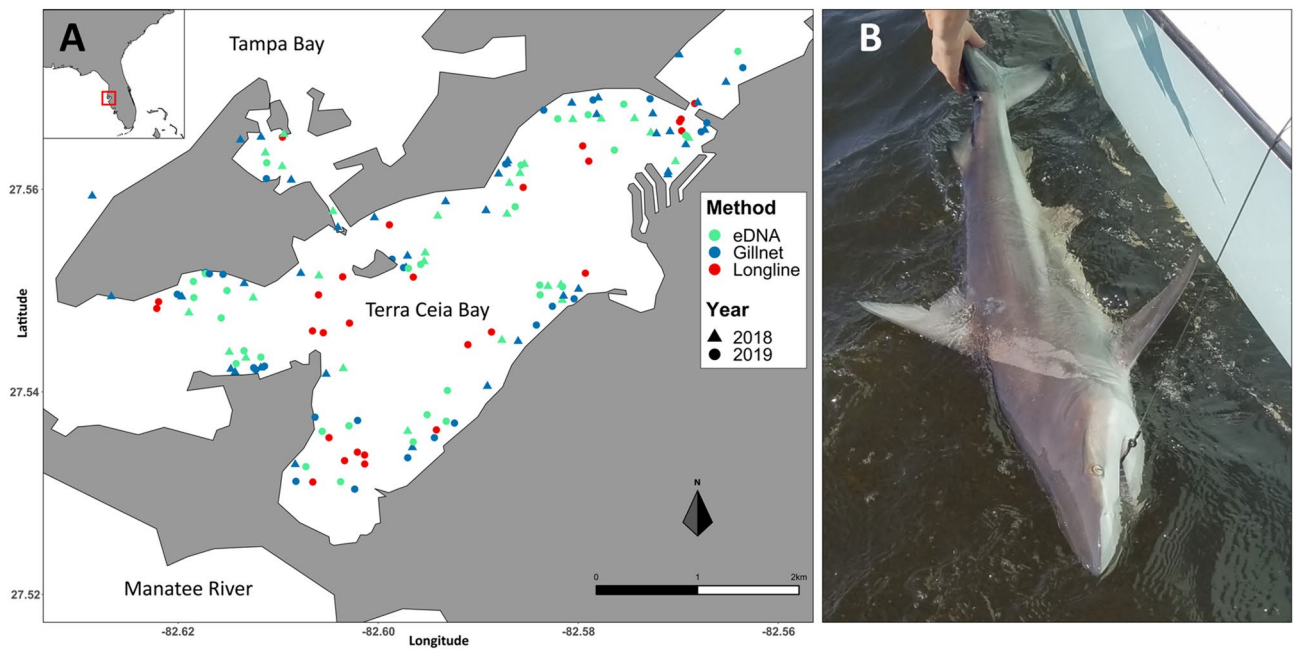 A
B
Tampa Bay
27.56
Method
eDNA
Gillnet
Longline
Year
2018
2019
Terra Ceia Bay
Latitude
27.54
N
Manatee River
0
1
2km
27.52
-82.62
-82.60
-82.58
-82.56
Longitude